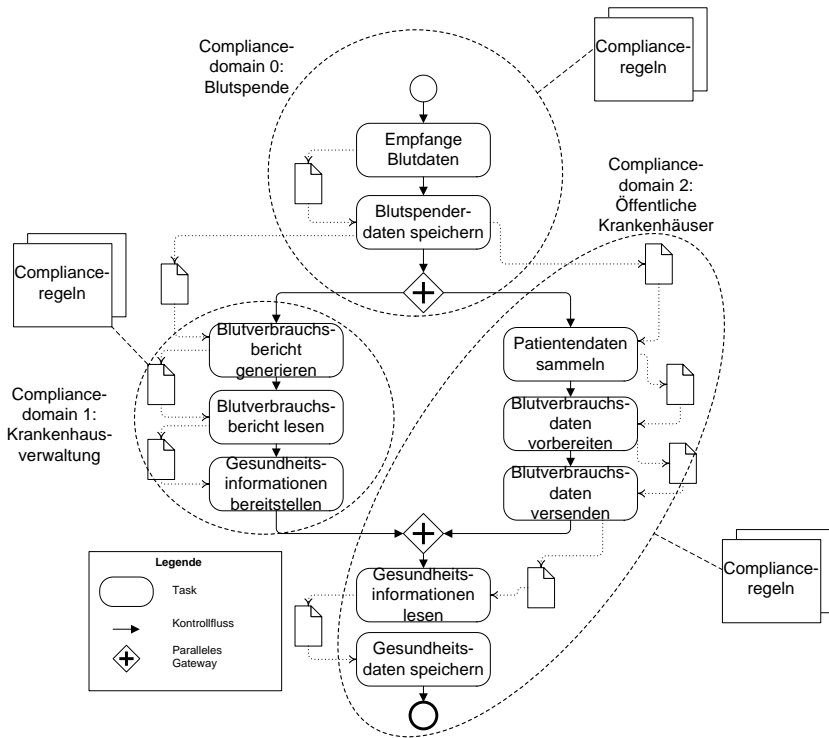 Compliance-
domain 0:
Blutspende
Compliance-
regeln
Empfange
Blutdaten
Compliance-
domain 2:
Öffentliche
Krankenhäuser
Blutspender-
daten speichern
Compliance-
regeln
Blutverbrauchs-
bericht
generieren
Patientendaten
sammeln
Compliance-
domain 1:
Krankenhaus-
verwaltung
Blutverbrauchs-
bericht lesen
Blutverbrauchs-
daten
vorbereiten
Gesundheits-
informationen
bereitstellen
Blutverbrauchs-
daten
versenden
Compliance-
regeln
Legende
Task
Kontrollfluss
Paralleles
Gateway
Gesundheits-
informationen
lesen
Gesundheits-
daten speichern